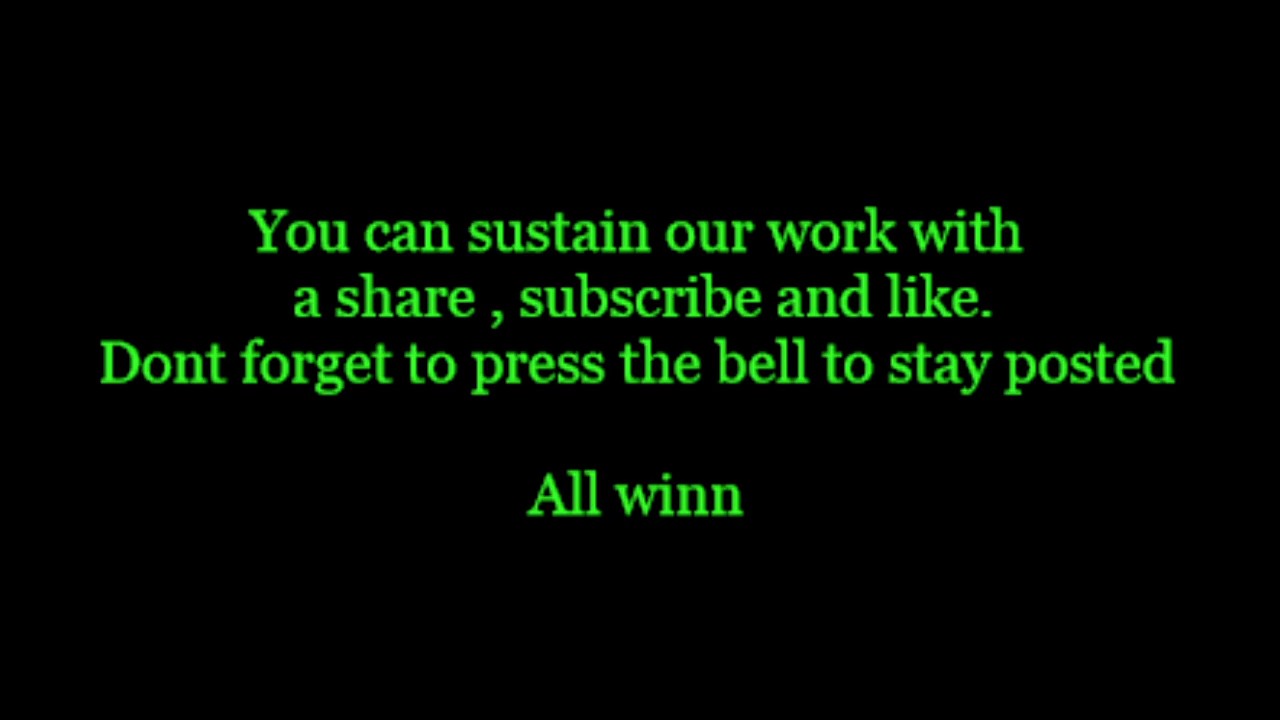 You can sustain our work with
a share , subscribe and like.
Dont forget to press the bell to stay posted
All winn